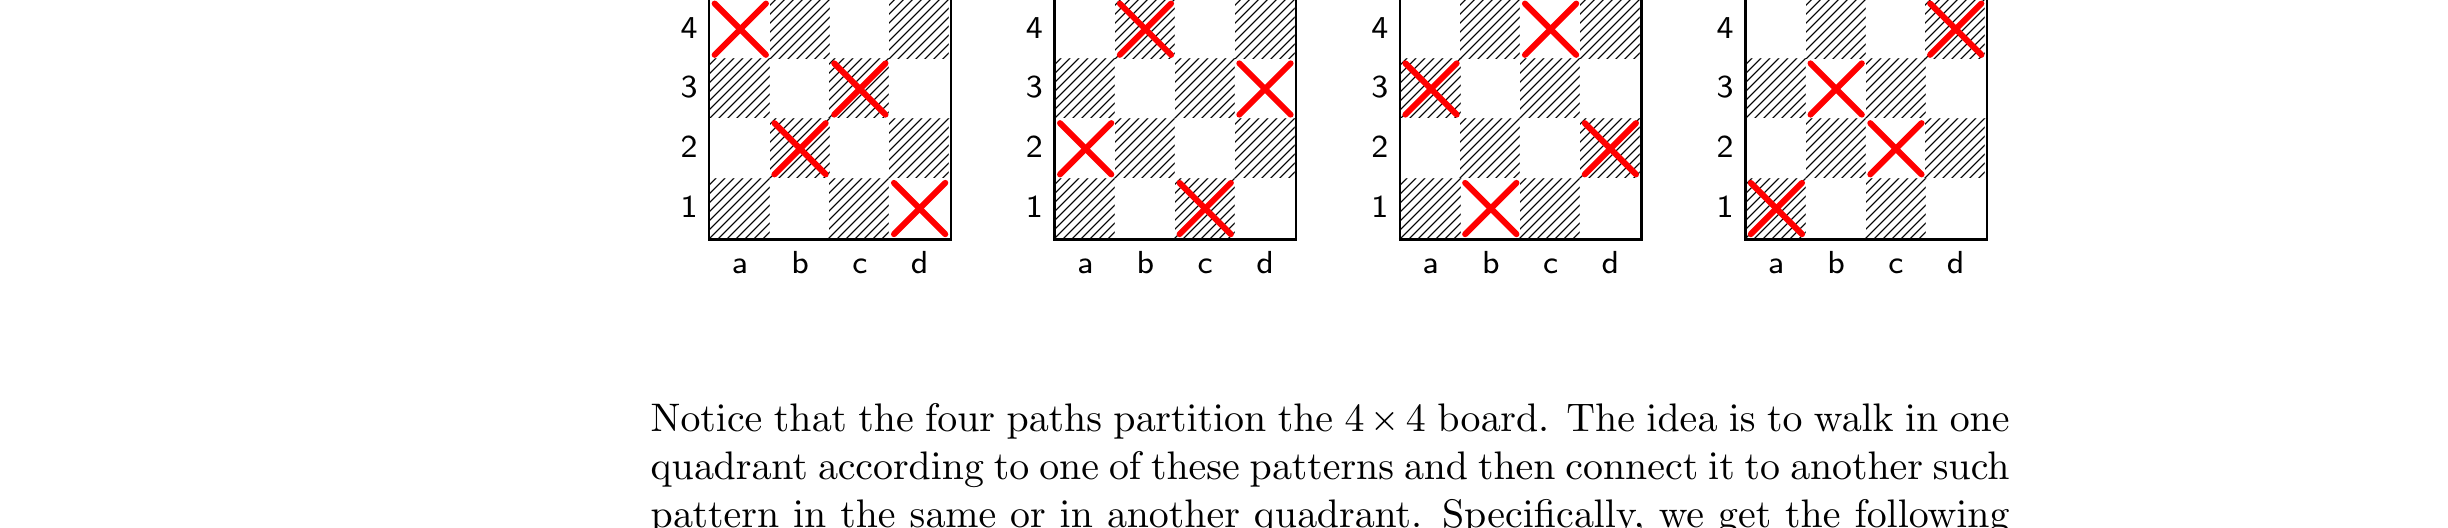 4 4 4 4
3 3 3 3
2 2 2 2
1 1 1 1
a b c d a b c d a b c d a b c d
Notice that the four paths partition the 4 × 4 board. The idea is to walk in one
quadrant according to one of these patterns and then connect it to another such
pattern in the same or in another quadrant. Specifically, we get the following